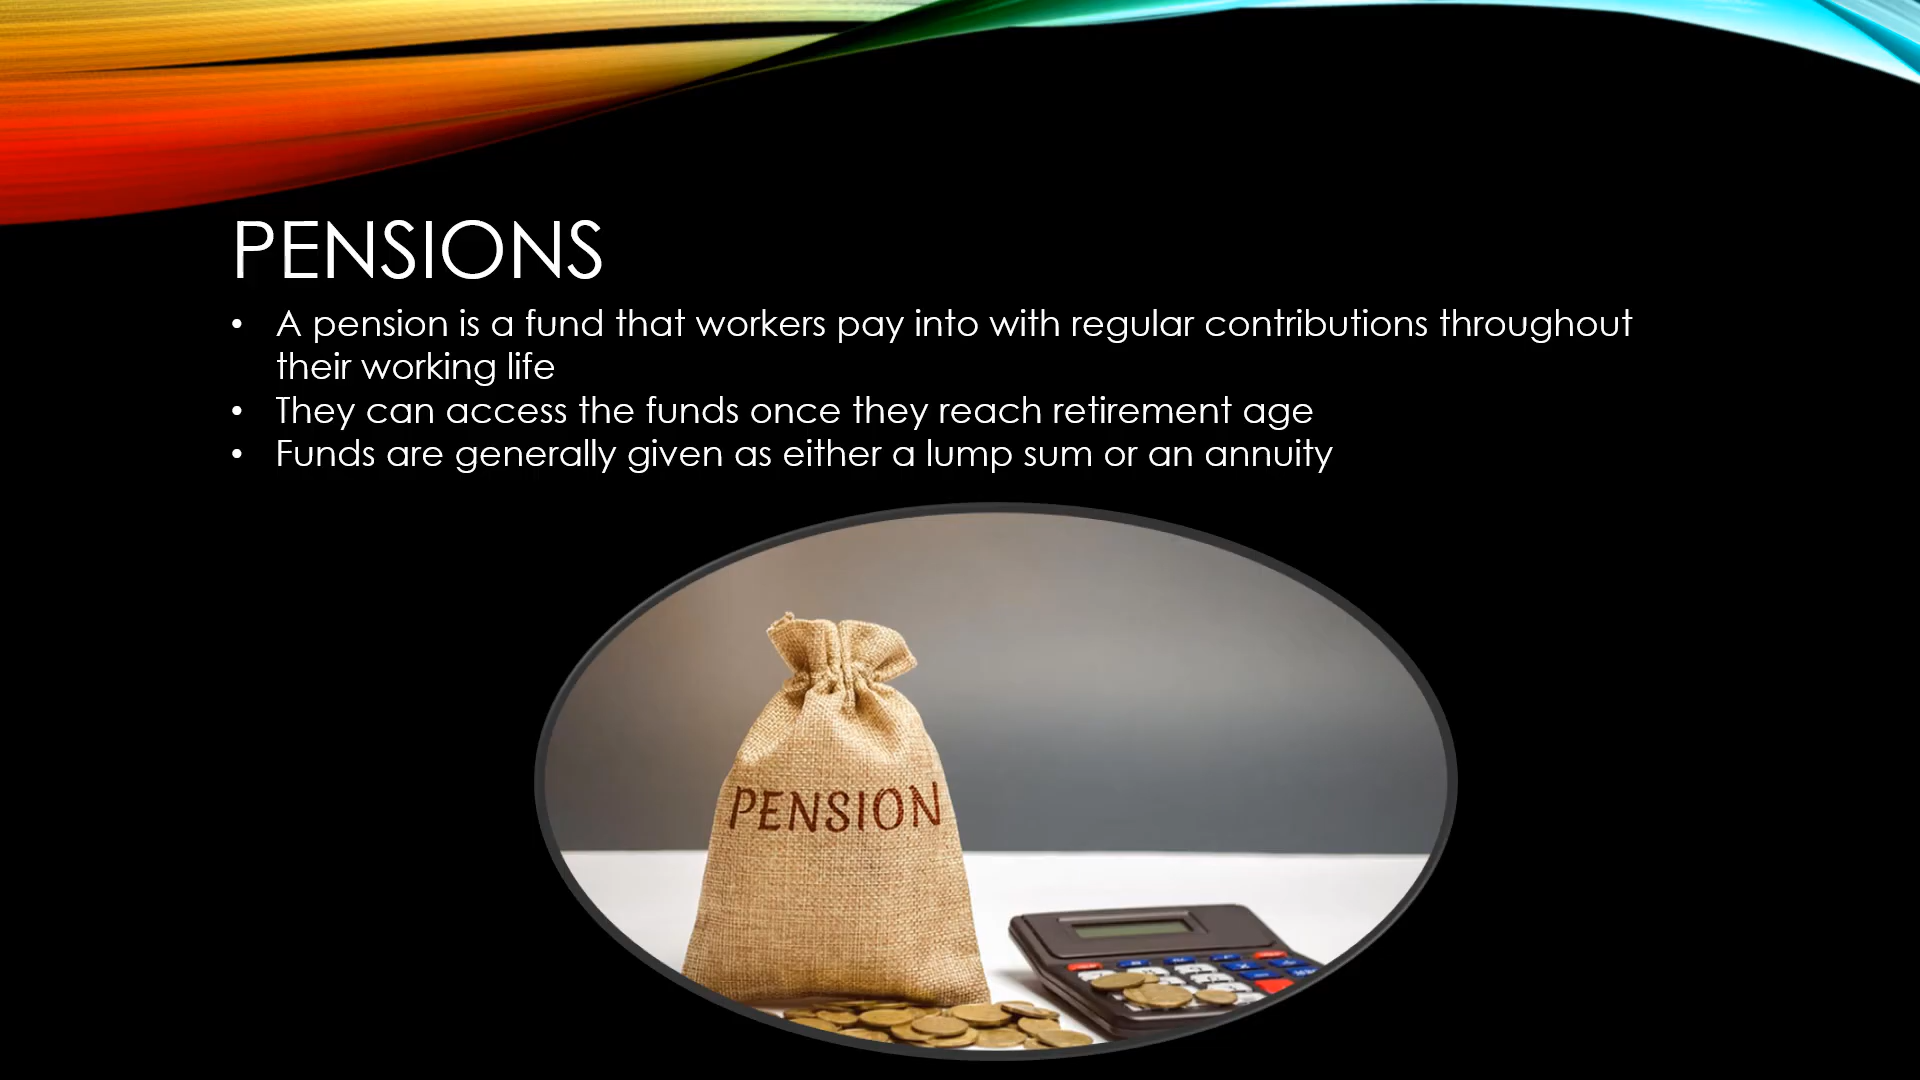 PENSIONS
• A pension is a fund that workers pay into with regular contributions throughout
their working life
• They can access the funds once they reach retirement age
• Funds are generally given as either a lump sum or an annuity
PENSION